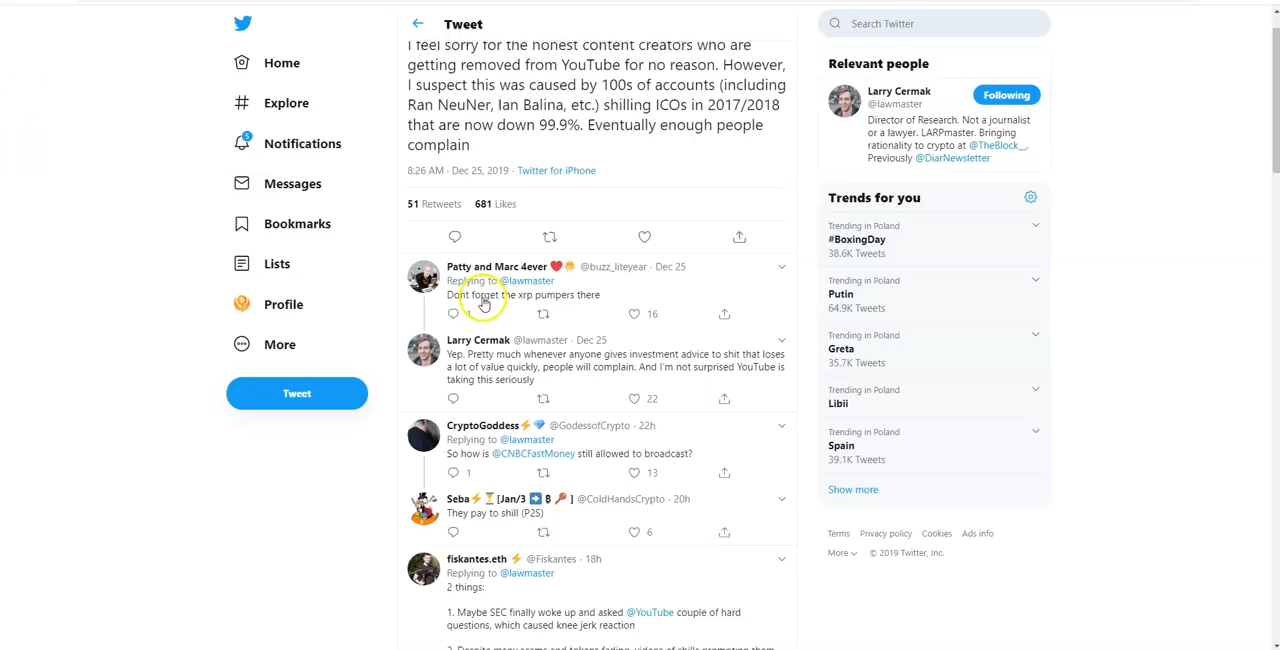 Home
Explore
5
Notifications
Messages
Bookmarks
Lists
Profile
More
Tweet
Tweet
I feel sorry for the honest content creators who are
getting removed from YouTube for no reason. However,
I suspect this was caused by 100s of accounts (including
Ran NeuNer, Ian Balina, etc.) shilling ICOs in 2017/2018
that are now down 99.9%. Eventually enough people
complain
8:26 AM · Dec 25, 2019 · Twitter for iPhone
51 Retweets 681 Likes
Patty and Marc 4ever @buzz_liteyear · Dec 25
Replying to @lawmaster
Dont forget the xrp pumpers there
1 16
Larry Cermak @lawmaster · Dec 25
Yep. Pretty much whenever anyone gives investment advice to shit that loses
a lot of value quickly, people will complain. And I'm not surprised YouTube is
taking this seriously
22
CryptoGoddess⚡💎 @GodessofCrypto · 22h
Replying to @lawmaster
So how is @CNBCFastMoney still allowed to broadcast?
1 13
Seba⚡⏳[Jan/3 ➡️ ₿ 🔑 ] @ColdHandsCrypto · 20h
They pay to shill (P2S)
6
fiskantes.eth ⚡ @Fiskantes · 18h
Replying to @lawmaster
2 things:
1. Maybe SEC finally woke up and asked @YouTube couple of hard
questions, which caused knee jerk reaction
Search Twitter
Relevant people
Larry Cermak
@lawmaster
Following
Director of Research. Not a journalist
or a lawyer. LARPmaster. Bringing
rationality to crypto at @TheBlock__.
Previously @DiarNewsletter
Trends for you
Trending in Poland
#BoxingDay
38.6K Tweets
Trending in Poland
Putin
64.9K Tweets
Trending in Poland
Greta
35.7K Tweets
Trending in Poland
Libii
Trending in Poland
Spain
39.1K Tweets
Show more
Terms Privacy policy Cookies Ads info
More © 2019 Twitter, Inc.